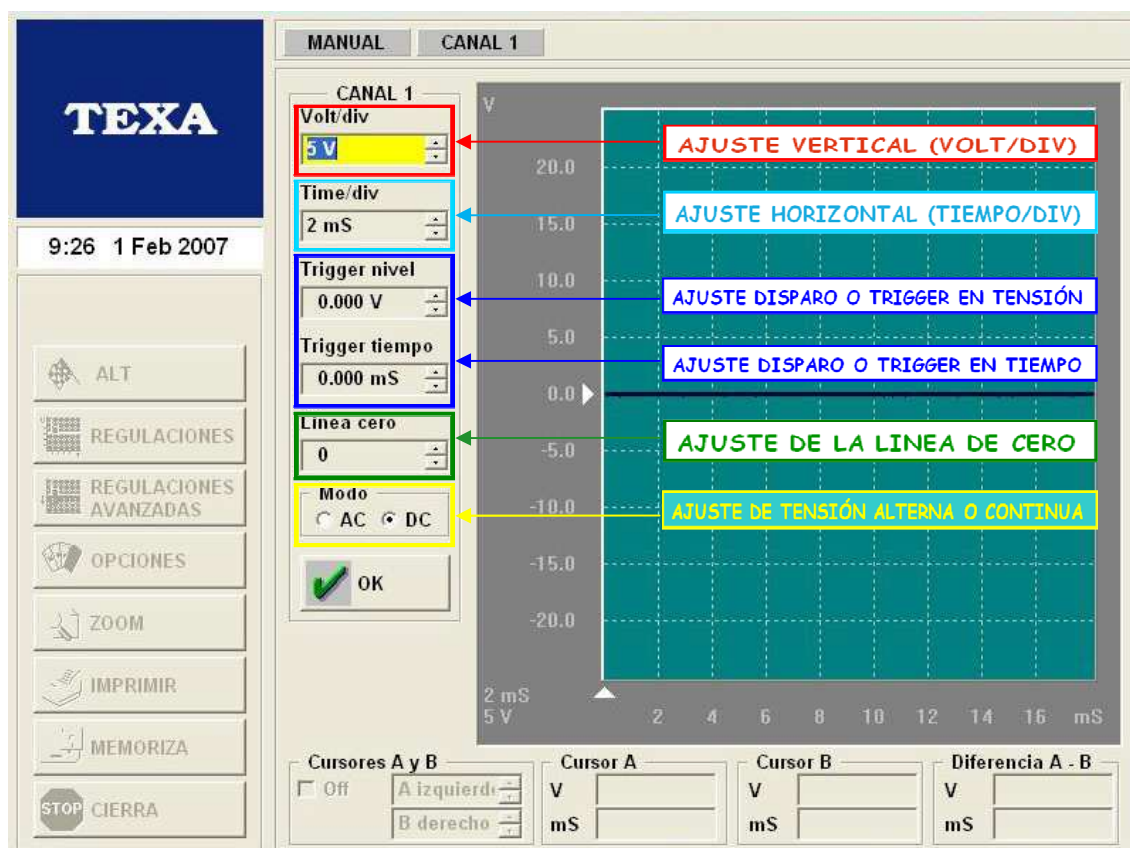 TEXA
9:26 1 Feb 2007
ALT
REGULACIONES
REGULACIONES
AVANZADAS
OPCIONES
ZOOM
IMPRIMIR
MEMORIZA
STOP CIERRA
MANUAL CANAL 1
CANAL 1
Volt/div
5 V
Time/div
2 mS
Trigger nivel
0.000 V
Trigger tiempo
0.000 mS
Linea cero
0
Modo
AC DC
OK
V
20.0
15.0
10.0
5.0
0.0
-5.0
-10.0
-15.0
-20.0
AJUSTE VERTICAL (VOLT/DIV)
AJUSTE HORIZONTAL (TIEMPO/DIV)
AJUSTE DISPARO O TRIGGER EN TENSIÓN
AJUSTE DISPARO O TRIGGER EN TIEMPO
AJUSTE DE LA LINEA DE CERO
AJUSTE DE TENSIÓN ALTERNA O CONTINUA
2 mS
5 V
2 4 6 8 10 12 14 16 mS
Cursores A y B
Off
A izquierd
B derecho
Cursor A
V
mS
Cursor B
V
mS
Diferencia A - B
V
mS